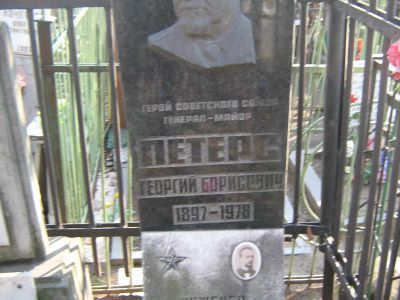 ГЕРОЙ СОВЕТСКОГО СОЮЗА
ГЕНЕРАЛ-МАЙОР
ПЕТЕРС
ГЕОРГИЙ БОРИСОВИЧ
1897-1978